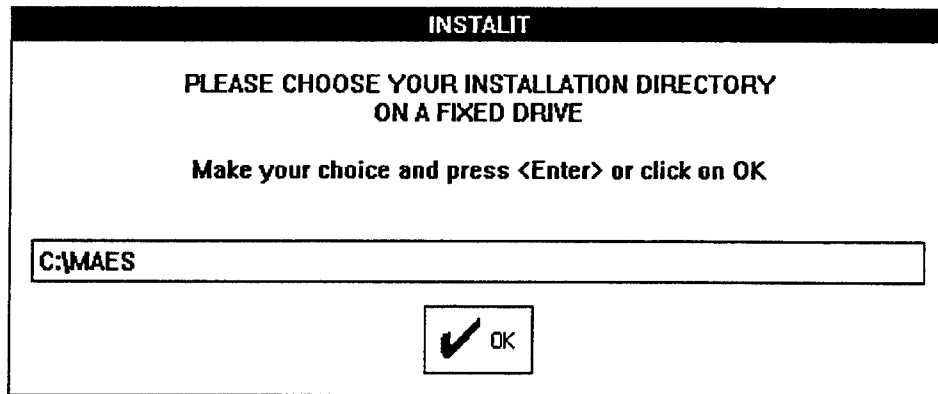 INSTALIT
PLEASE CHOOSE YOUR INSTALLATION DIRECTORY
ON A FIXED DRIVE
Make your choice and press <Enter> or click on OK
C:\MAES
OK